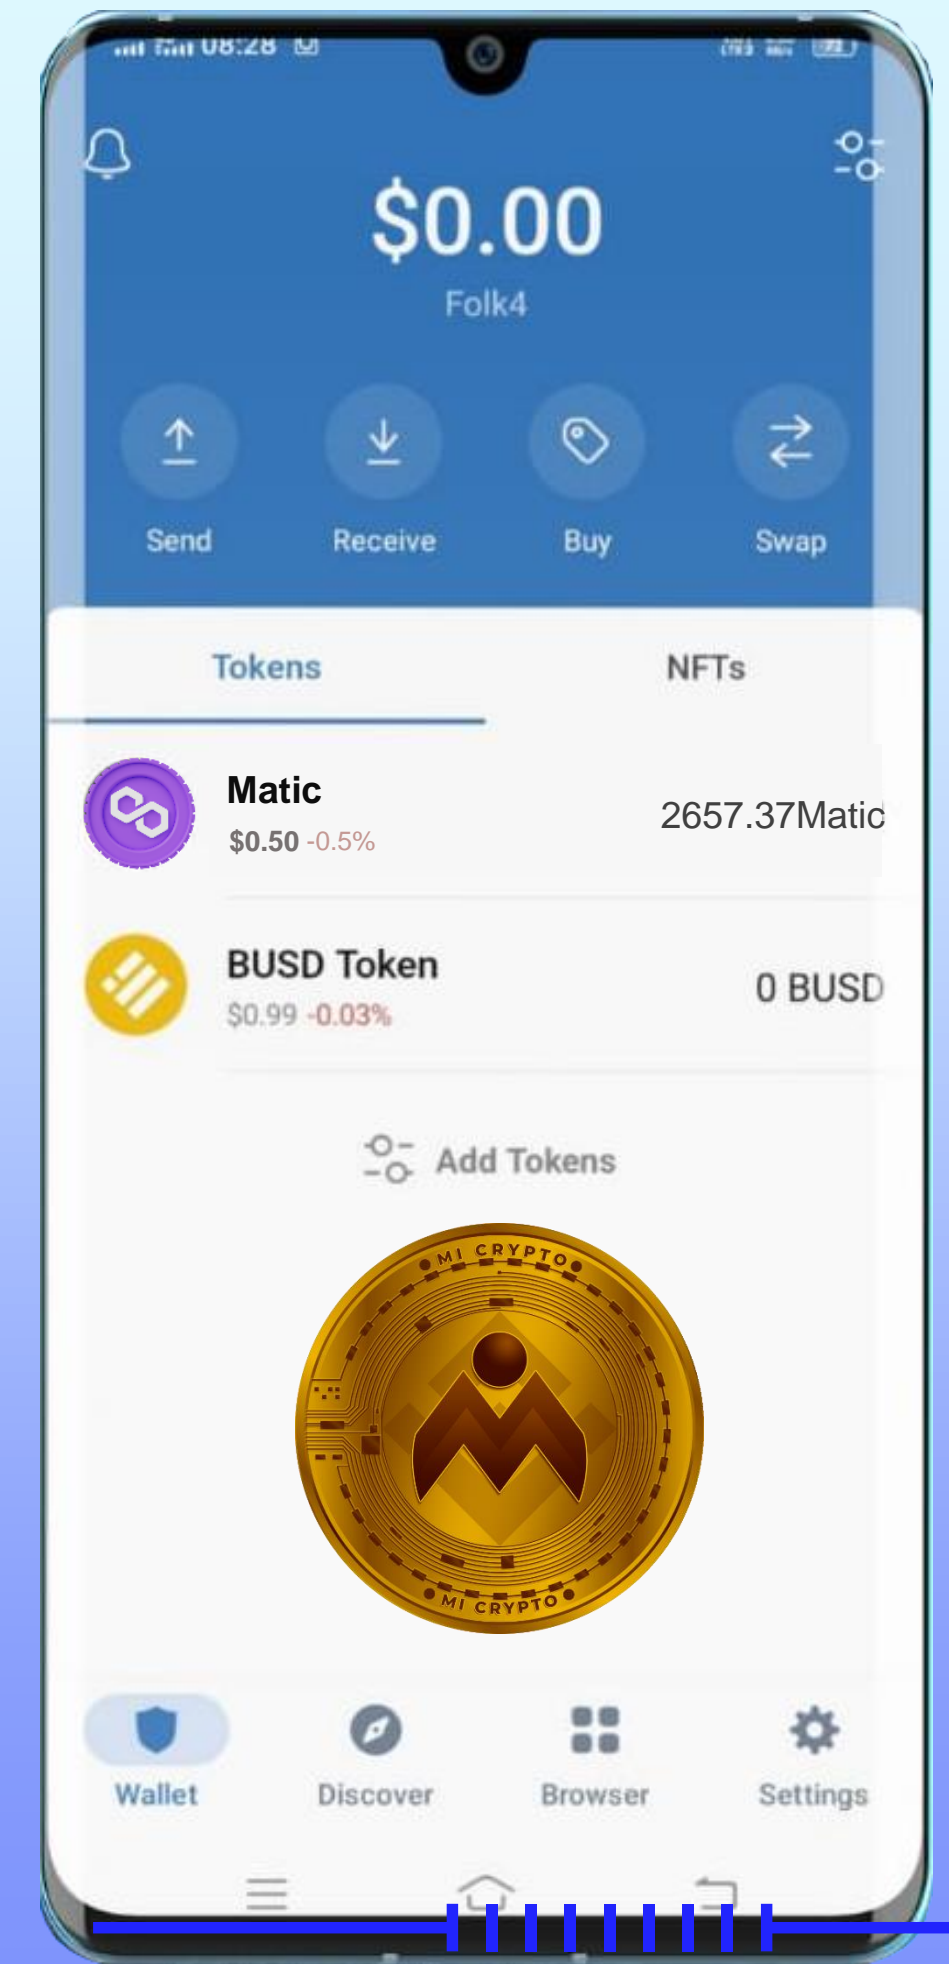 08:28
$0.00
Folk4
Send Receive Buy Swap
Tokens NFTs
Matic
2657.37Matic
$0.50 -0.5%
BUSD Token
0 BUSD
$0.99 -0.03%
Add Tokens
MI CRYPTO
MI CRYPTO
Wallet Discover Browser Settings